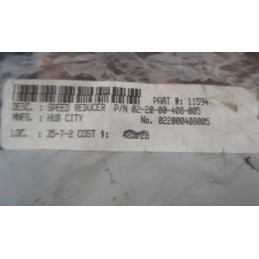 PART #: 11594
DESC. : SPEED REDUCER P/N 02-20-00-408-005
MNFG. : HUB CITY No. 022000408005
LOC. : 35-7-2 COST $: